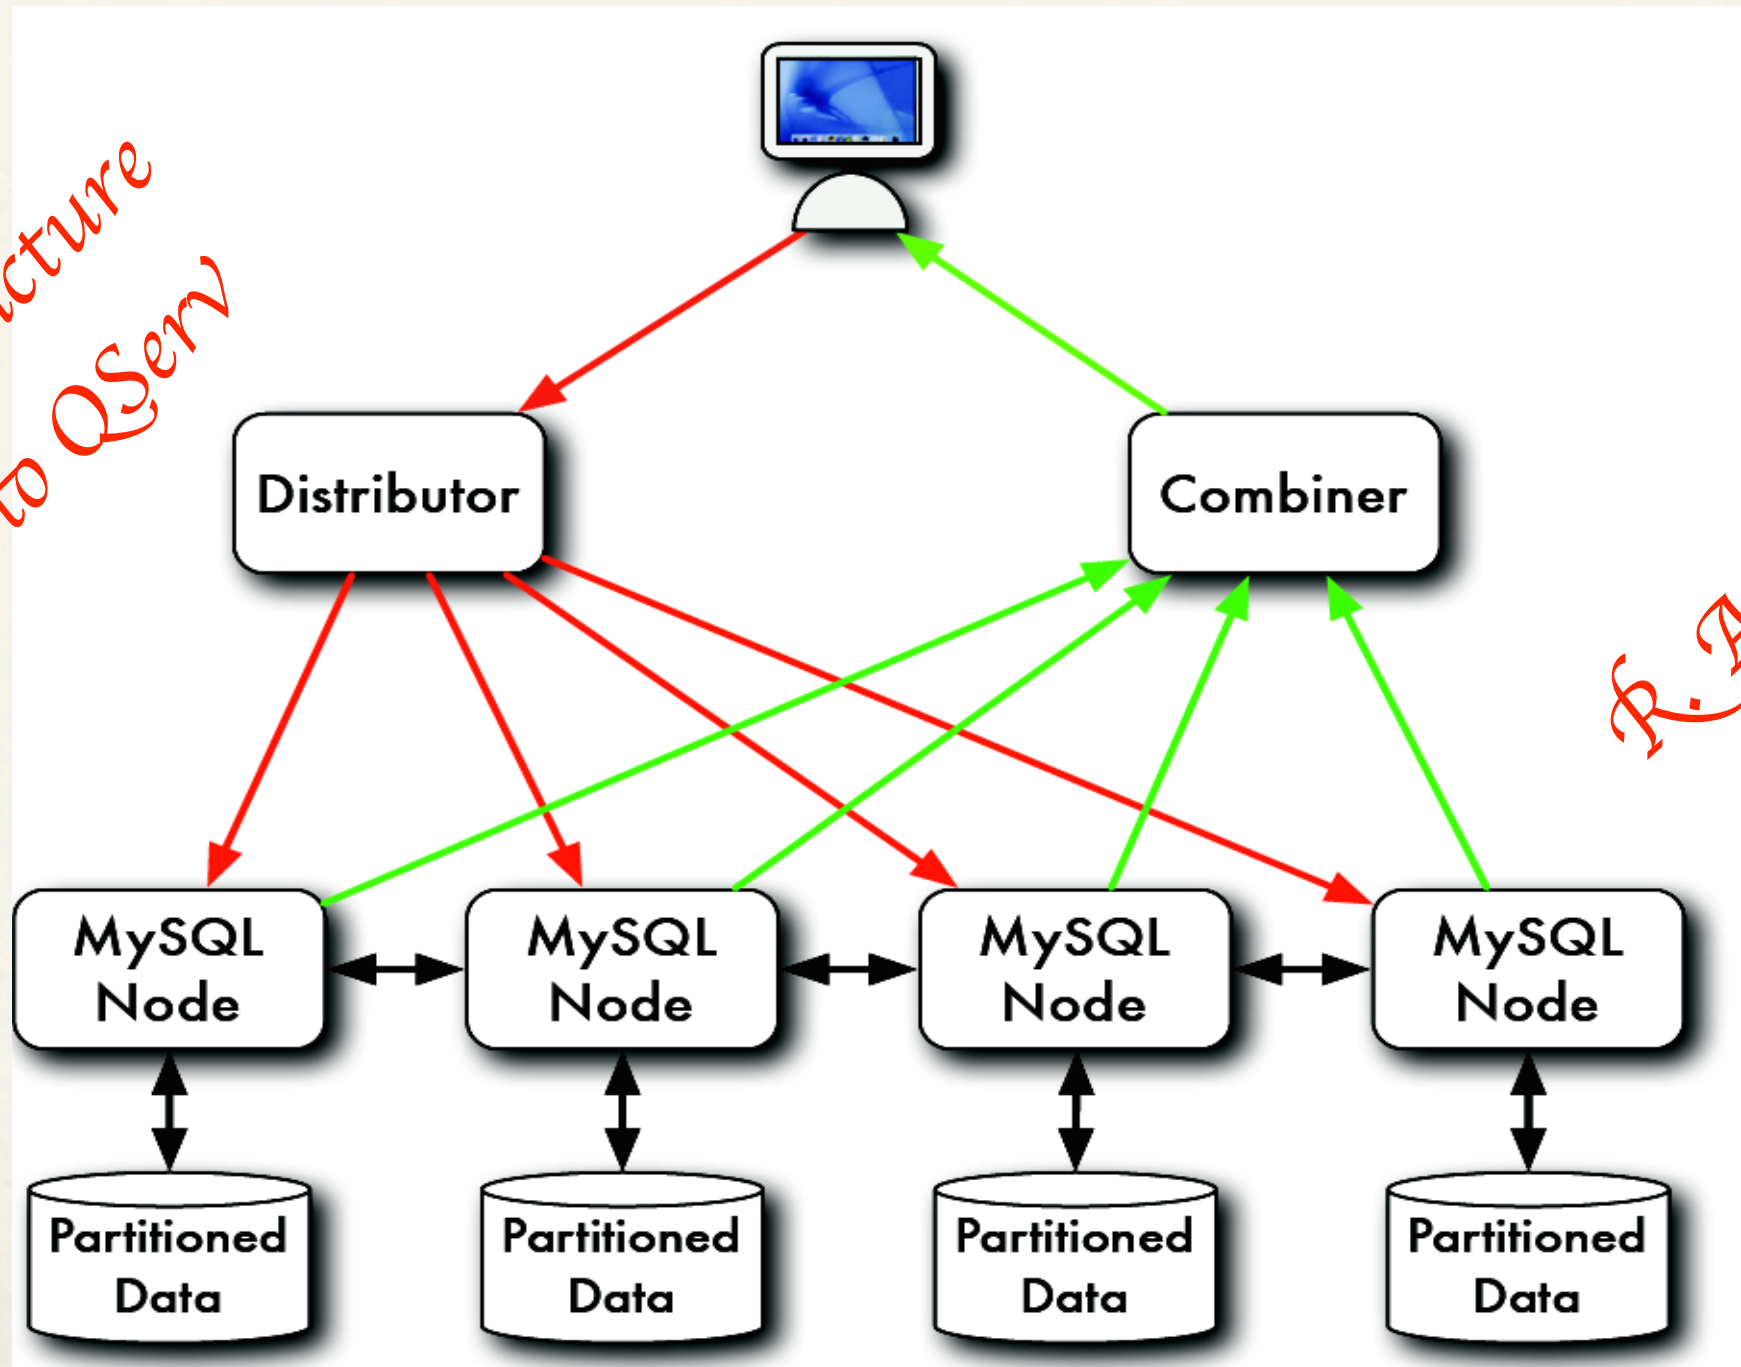 to QServ
Distributor
Combiner
R.
MySQL
Node
MySQL
Node
MySQL
Node
MySQL
Node
Partitioned
Data
Partitioned
Data
Partitioned
Data
Partitioned
Data